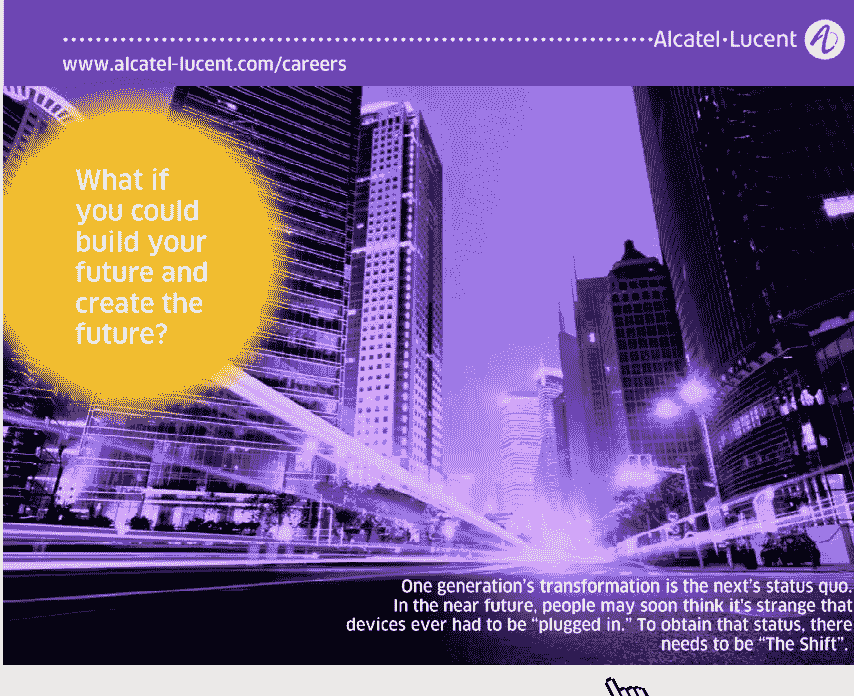 Alcatel·Lucent
www.alcatel-lucent.com/careers
What if
you could
build your
future and
create the
future?
One generation's transformation is the next's status quo.
In the near future, people may soon think it's strange that
devices ever had to be “plugged in.” To obtain that status, there
needs to be “The Shift”.